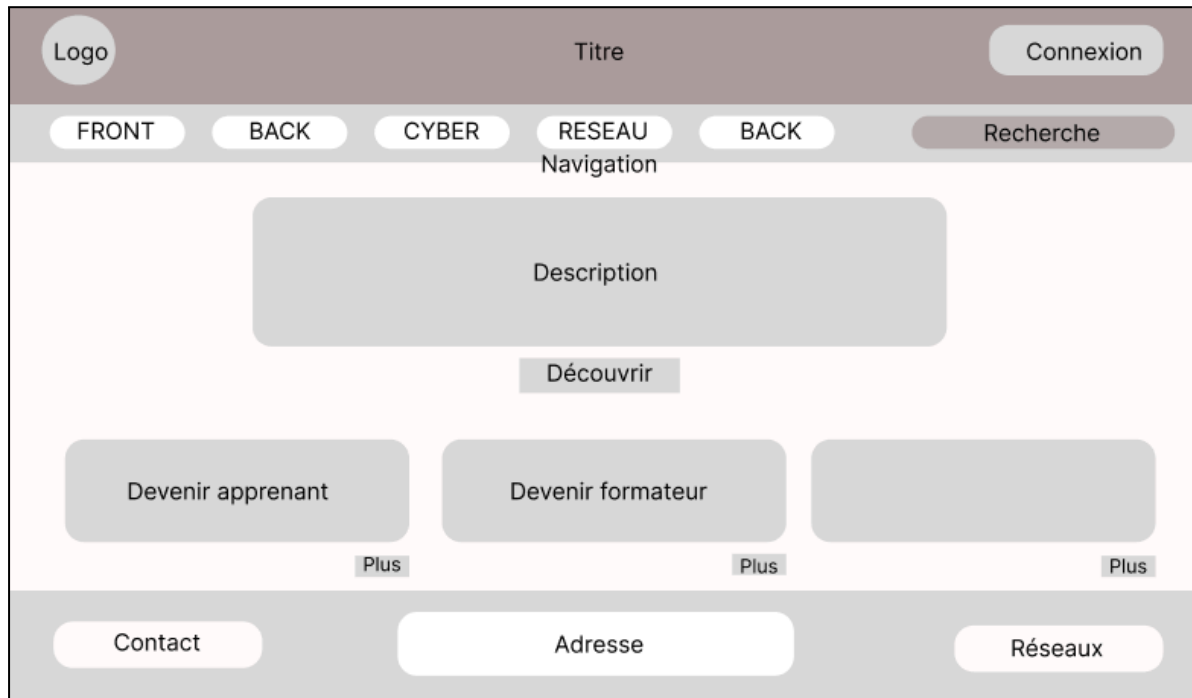 Logo
Titre
Connexion
FRONT
BACK
CYBER
RESEAU
BACK
Recherche
Navigation
Description
Découvrir
Devenir apprenant
Devenir formateur
Plus
Plus
Plus
Contact
Adresse
Réseaux